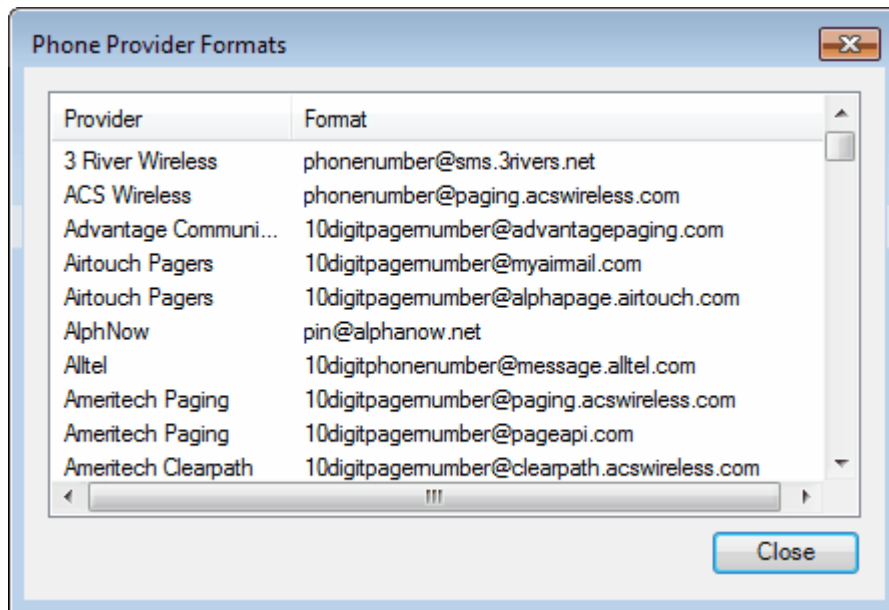 Phone Provider Formats
Provider Format
3 River Wireless phonenumber@sms.3rivers.net
ACS Wireless phonenumber@paging.acswireless.com
Advantage Communi... 10digitpagernumber@advantagepaging.com
Airtouch Pagers 10digitpagernumber@myairmail.com
Airtouch Pagers 10digitpagernumber@alphapage.airtouch.com
AlphNow pin@alphanow.net
Alltel 10digitphonenumber@message.alltel.com
Ameritech Paging 10digitpagernumber@paging.acswireless.com
Ameritech Paging 10digitpagernumber@pageapi.com
Ameritech Clearpath 10digitpagernumber@clearpath.acswireless.com
Close